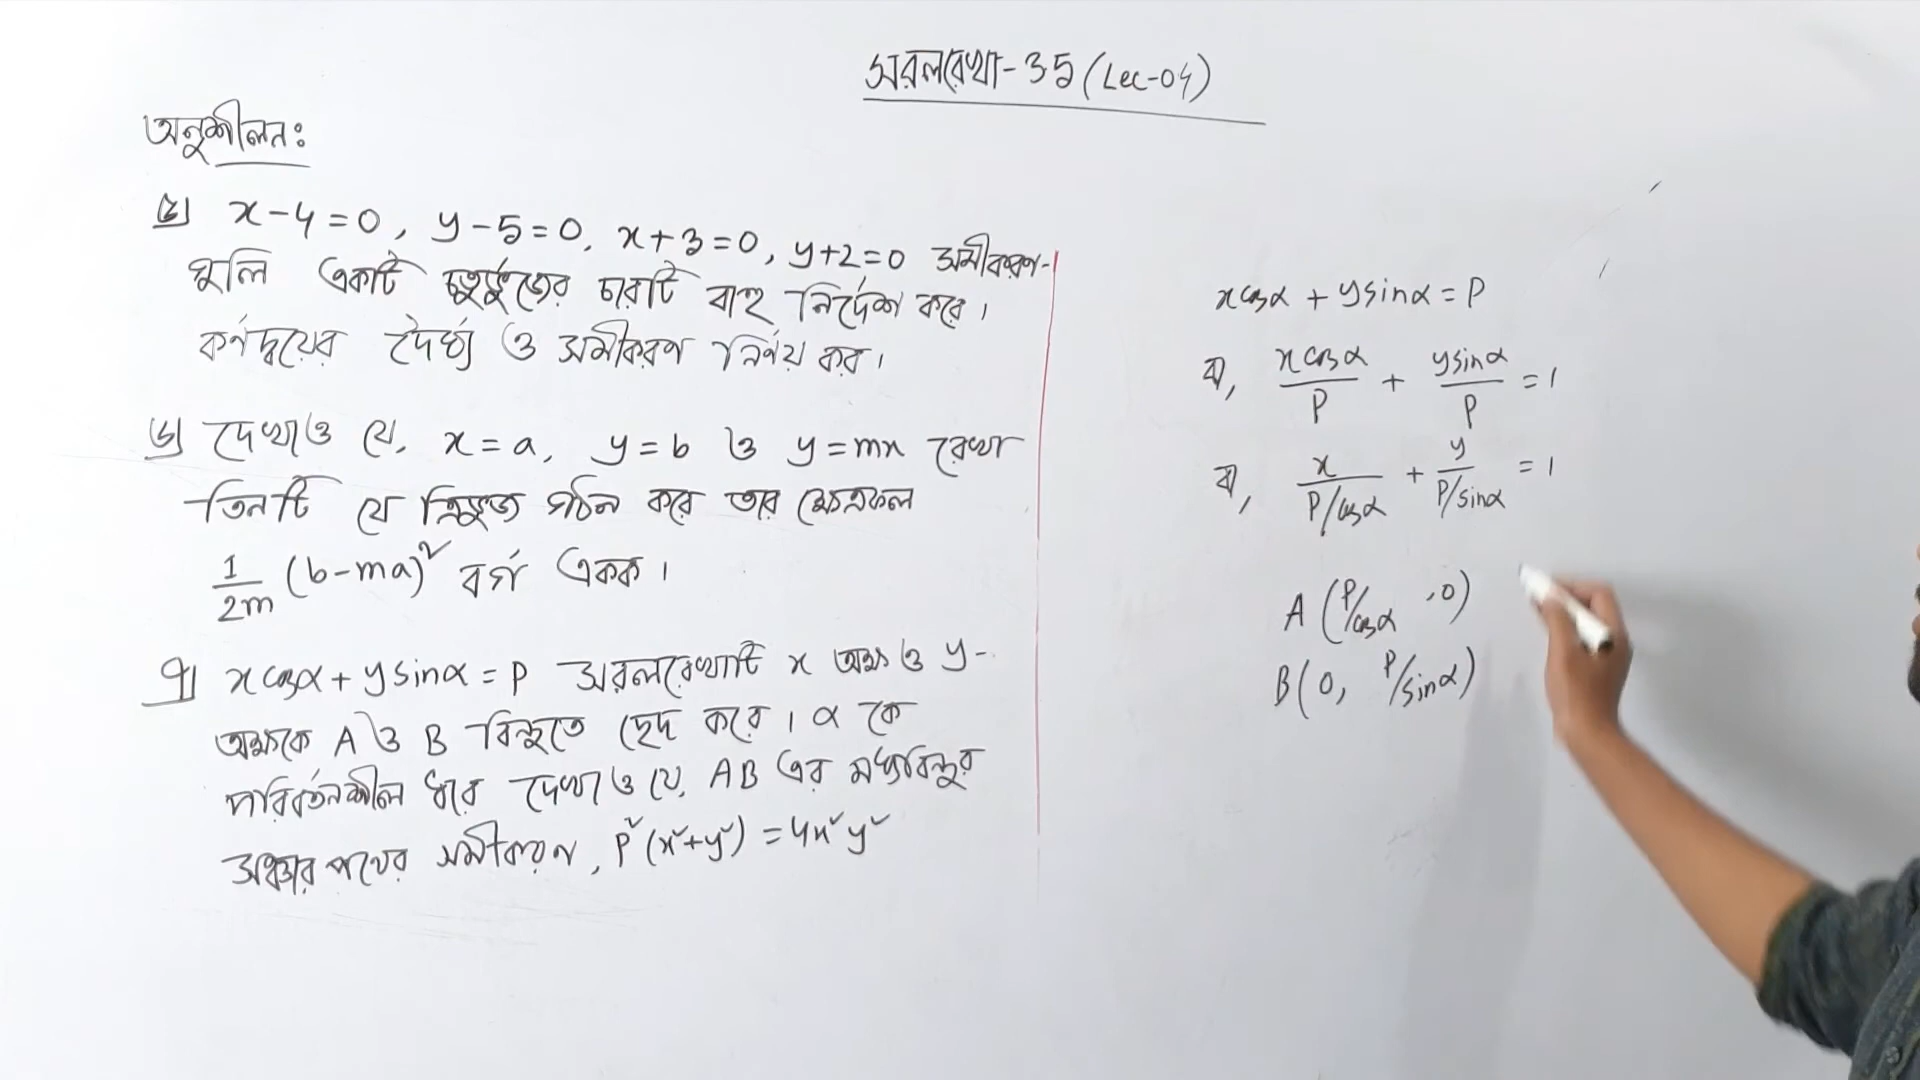 সরলরেখা-3.5 (Lec-04)
অনুশীলনঃ
৫| x-4=0, y-5=0, x+3=0, y+2=0 সমীকরণ-
গুলি একটি চতুর্ভুজের চারটি বাহু নির্দেশ করে।
কর্ণদ্বয়ের দৈর্ঘ্য ও সমীকরণ নির্ণয় কর।
৬| দেখাও যে, x = a, y = b ও y = mx রেখা
তিনটি যে ত্রিভুজ গঠন করে তার ক্ষেত্রফল
1/2m (b-ma)² বর্গ একক।
৭| x cosα + y sinα = P সরলরেখাটি x অক্ষ ও y-
অক্ষকে A ও B বিন্দুতে ছেদ করে। α কে
পরিবর্তনশীল ধরে দেখাও যে, AB এর মধ্যবিন্দুর
সঞ্চার পথের সমীকরণ, P²(x²+y²) = 4x²y²
x cosα + y sinα = P
বা, x cosα/P + y sinα/P = 1
বা, x/(P/cosα) + y/(P/sinα) = 1
A (P/cosα, 0)
B (0, P/sinα)